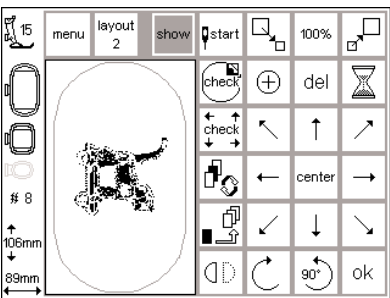 15
menu
layout
2
show
start
100%
check
del
check
# 8
center
106mm
89mm
90°
ok